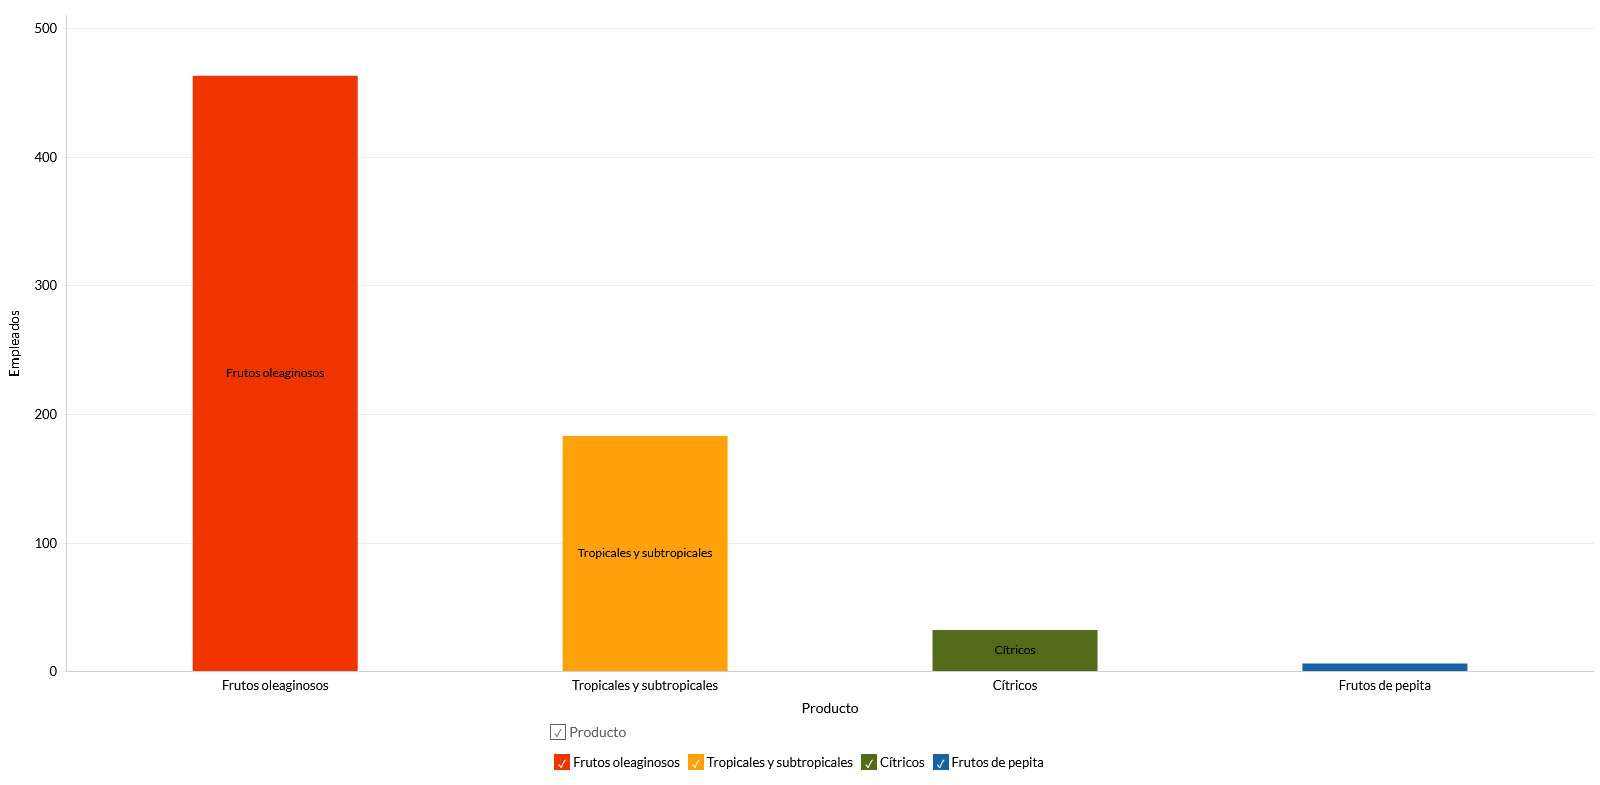 500
400
300
200
100
0
Empleados
Frutos oleaginosos
Tropicales y subtropicales
Cítricos
Frutos oleaginosos Tropicales y subtropicales Cítricos Frutos de pepita
Producto
Producto
Frutos oleaginosos Tropicales y subtropicales Cítricos Frutos de pepita